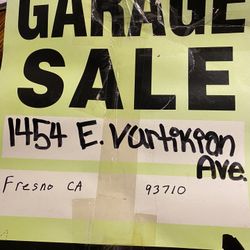 GARAGE
SALE
1454 E. Vartikian
Ave.
Fresno CA 93710